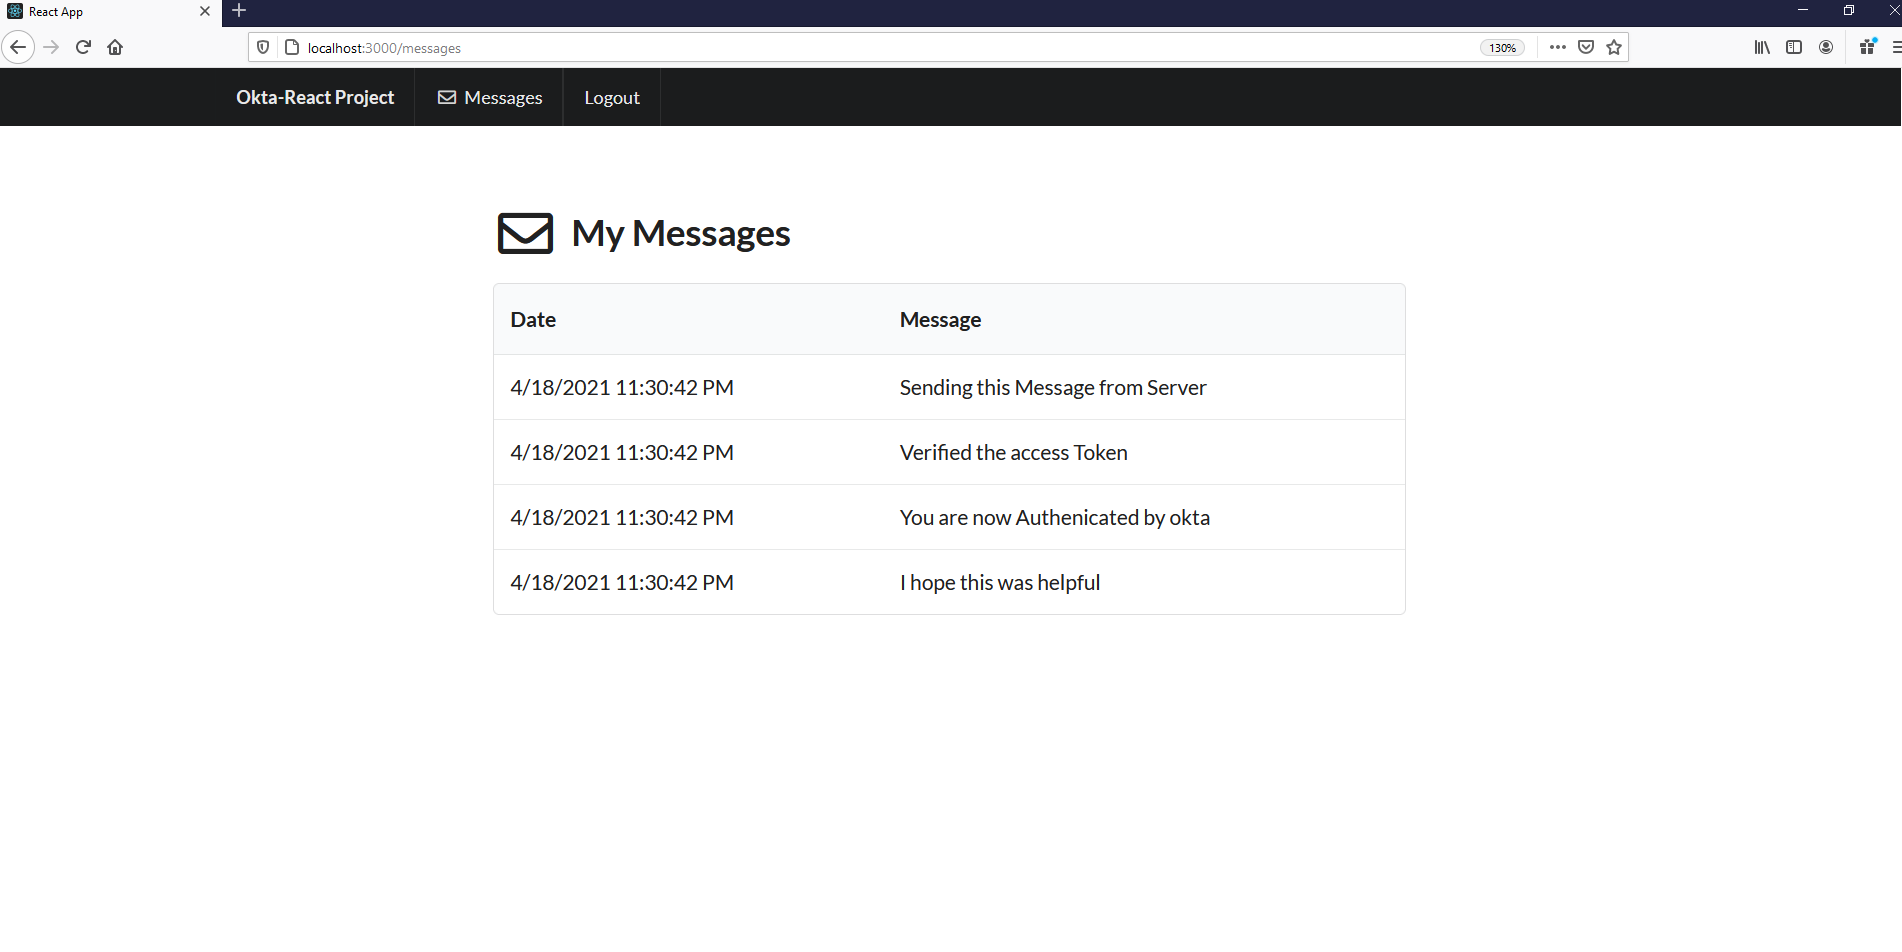 React App
localhost:3000/messages
130%
Okta-React Project Messages Logout
My Messages
Date Message
4/18/2021 11:30:42 PM Sending this Message from Server
4/18/2021 11:30:42 PM Verified the access Token
4/18/2021 11:30:42 PM You are now Authenicated by okta
4/18/2021 11:30:42 PM I hope this was helpful